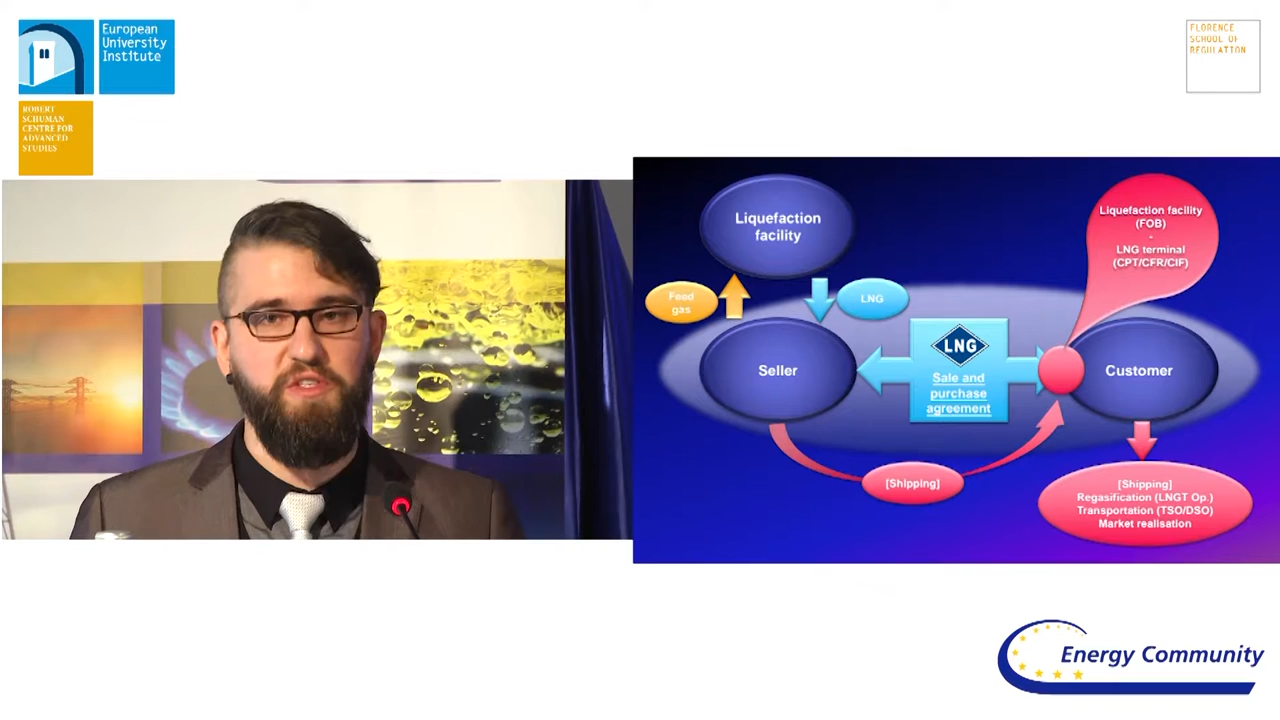 European
University
Institute
ROBERT
SCHUMAN
CENTRE FOR
ADVANCED
STUDIES
FLORENCE
SCHOOL OF
REGULATION
Liquefaction
facility
Liquefaction facility
(FOB)
-
LNG terminal
(CPT/CFR/CIF)
Feed
gas
LNG
Seller
LNG
Sale and
purchase
agreement
Customer
[Shipping]
[Shipping]
Regasification (LNGT Op.)
Transportation (TSO/DSO)
Market realisation
Energy Community